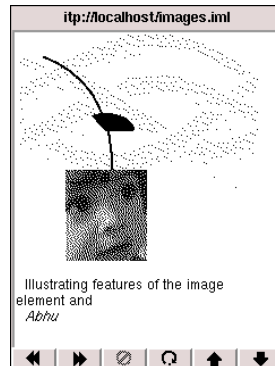 itp://localhost/images.iml
Illustrating features of the image
element and
Abhu